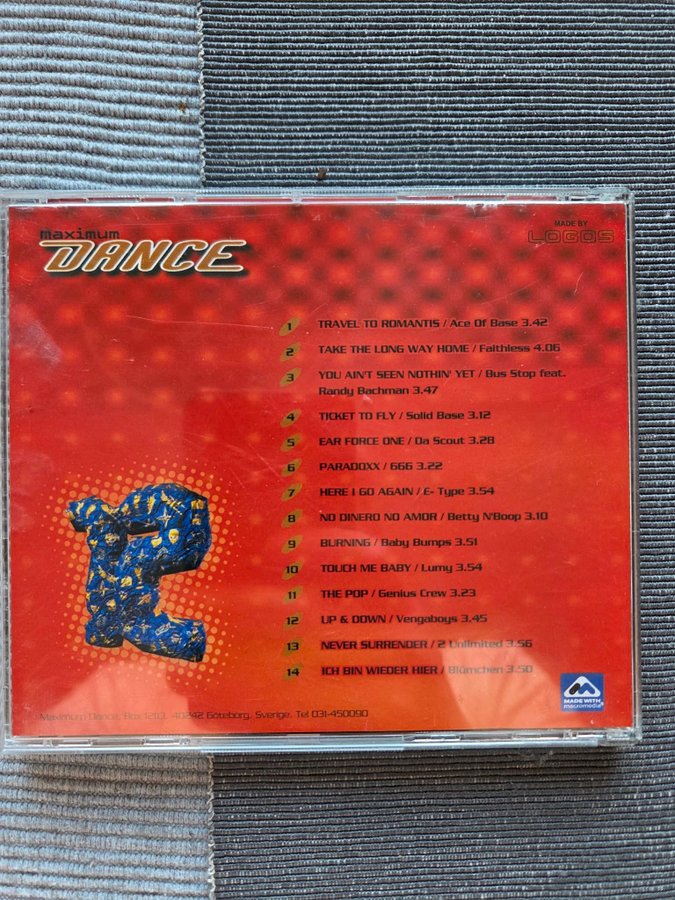 maximum
DANCE
MADE BY
LOGOS
1 TRAVEL TO ROMANTIS / Ace Of Base 3.42
2 TAKE THE LONG WAY HOME / Faithless 4.06
3 YOU AIN'T SEEN NOTHIN' YET / Bus Stop feat.
Randy Bachman 3.47
4 TICKET TO FLY / Solid Base 3.12
5 EAR FORCE ONE / Da Scout 3.28
6 PARADOXX / 666 3.22
7 HERE I GO AGAIN / E- Type 3.54
8 NO DINERO NO AMOR / Betty N'Boop 3.10
9 BURNING / Baby Bumps 3.51
10 TOUCH ME BABY / Lumy 3.54
11 THE POP / Genius Crew 3.23
12 UP & DOWN / Vengaboys 3.45
13 NEVER SURRENDER / 2 Unlimited 3.56
14 ICH BIN WIEDER HIER / Blümchen 3.50
MADE WITH
macromedia
Maximum Dance, Box 12013, 40242 Göteborg, Sverige. Tel 031-450090